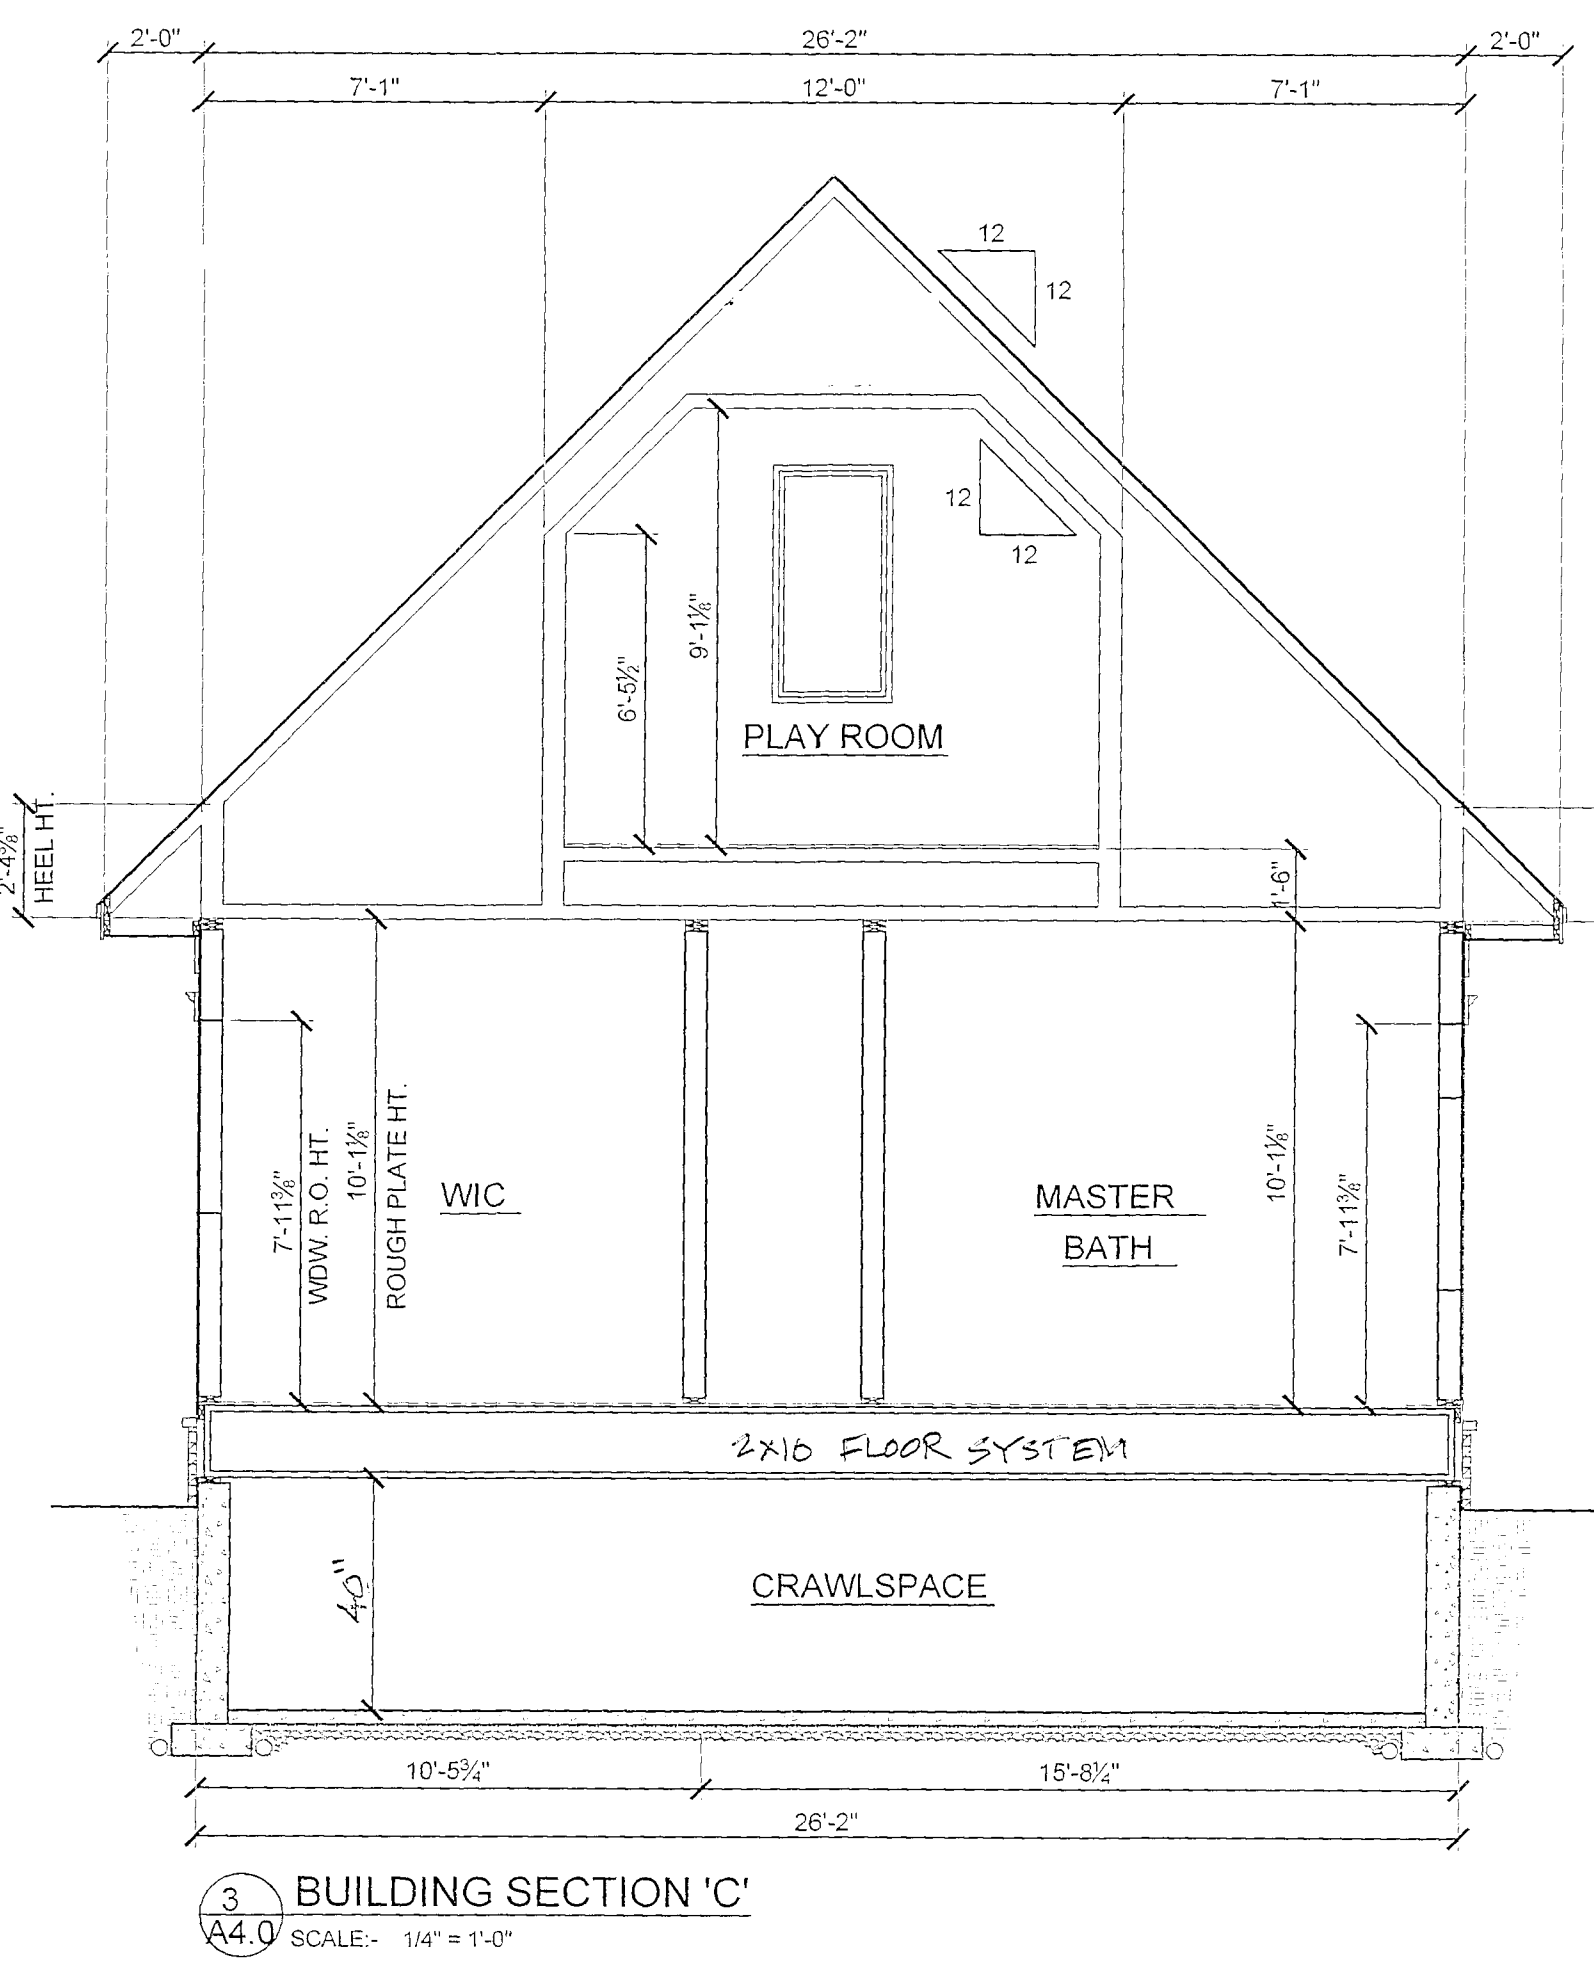 2'-0" 26'-2" 2'-0"
7'-1" 12'-0" 7'-1"
12
12
12
12
9'-1⅛"
6'-5½"
PLAY ROOM
2'-4⅜"
HEEL HT.
1'-6"
7'-11⅜"
WDW. R.O. HT.
10'-1⅛"
ROUGH PLATE HT.
WIC
MASTER
BATH
10'-1⅛"
7'-11⅜"
2x10 FLOOR SYSTEM
40"
CRAWLSPACE
10'-5¾" 15'-8¼"
26'-2"
3
A4.0
BUILDING SECTION 'C'
SCALE:- 1/4" = 1'-0"